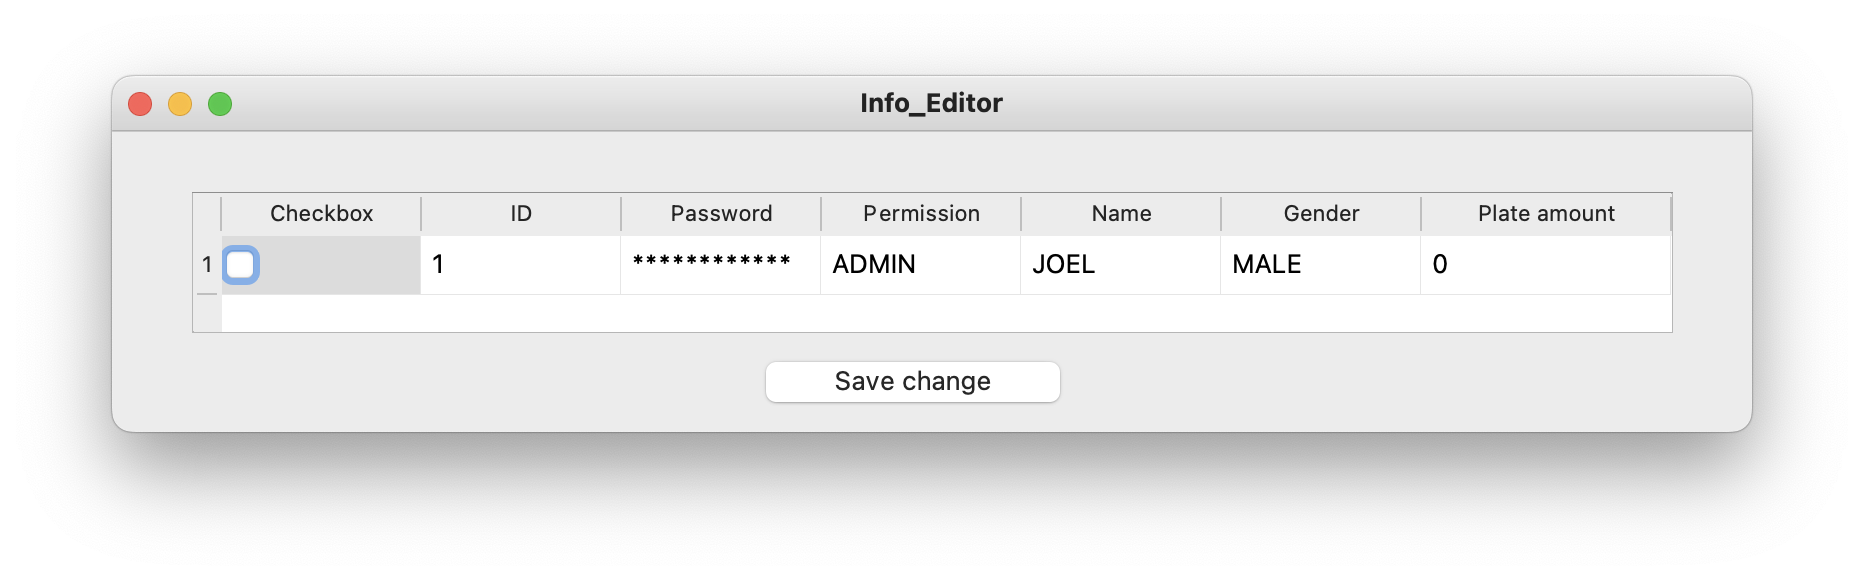 Info_Editor
Checkbox ID Password Permission Name Gender Plate amount
1 1 ************ ADMIN JOEL MALE 0
Save change